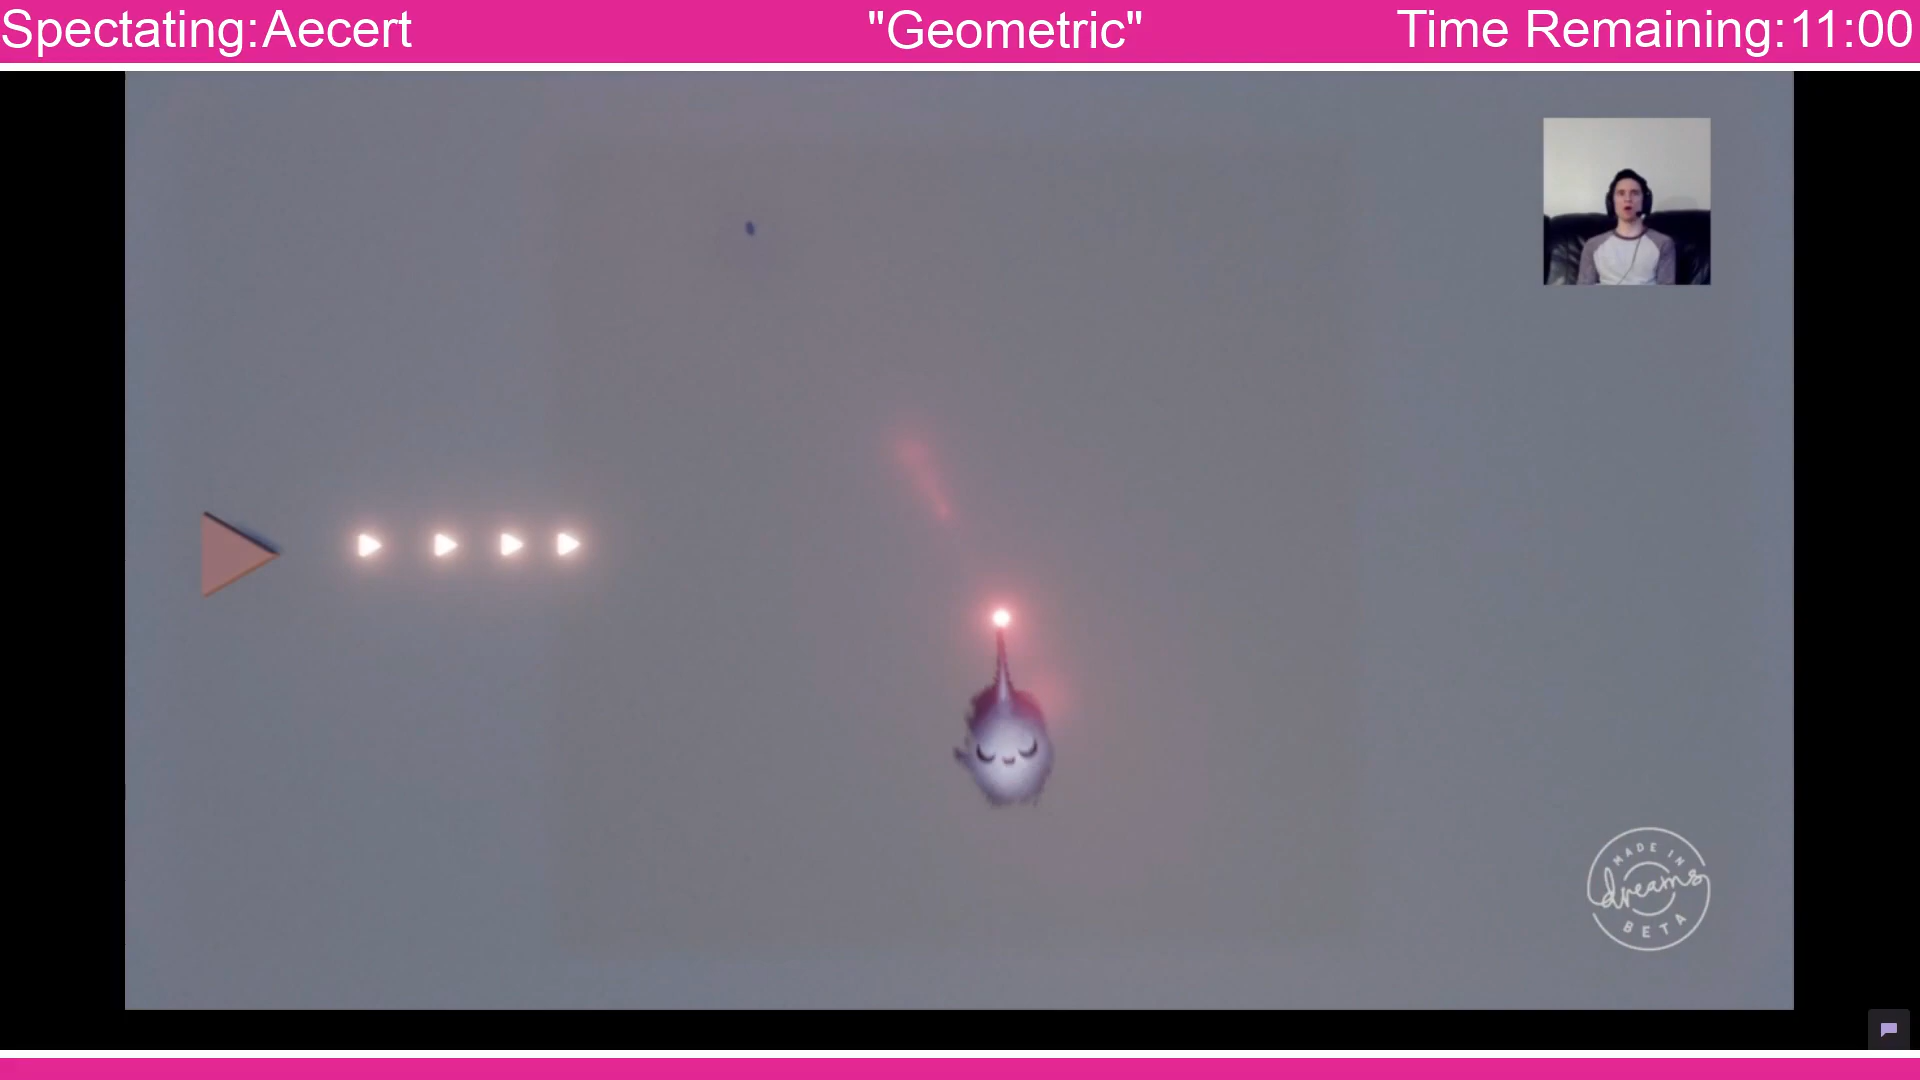 Spectating:Aecert
"Geometric"
Time Remaining:11:00
MADE IN
dreams
BETA